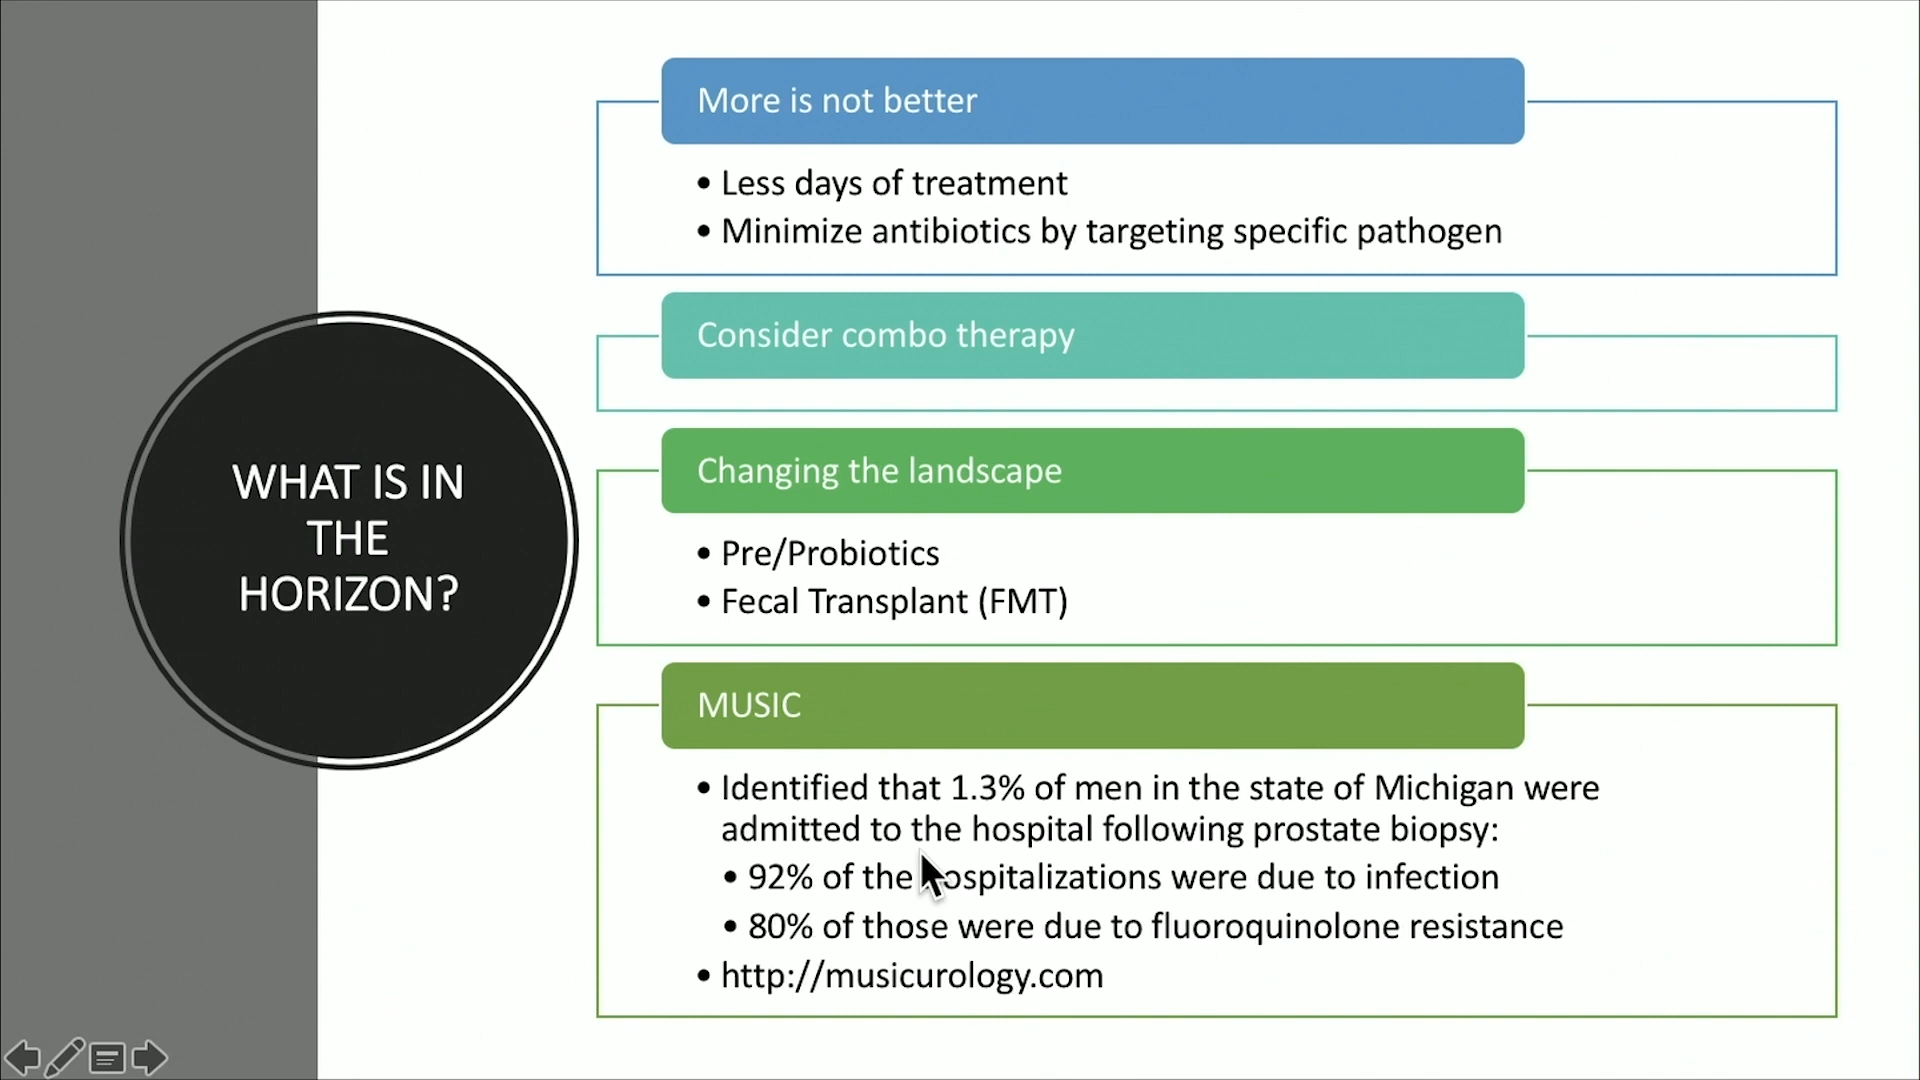 WHAT IS IN
THE
HORIZON?
More is not better
• Less days of treatment
• Minimize antibiotics by targeting specific pathogen
Consider combo therapy
Changing the landscape
• Pre/Probiotics
• Fecal Transplant (FMT)
MUSIC
• Identified that 1.3% of men in the state of Michigan were
admitted to the hospital following prostate biopsy:
• 92% of the hospitalizations were due to infection
• 80% of those were due to fluoroquinolone resistance
• http://musicurology.com